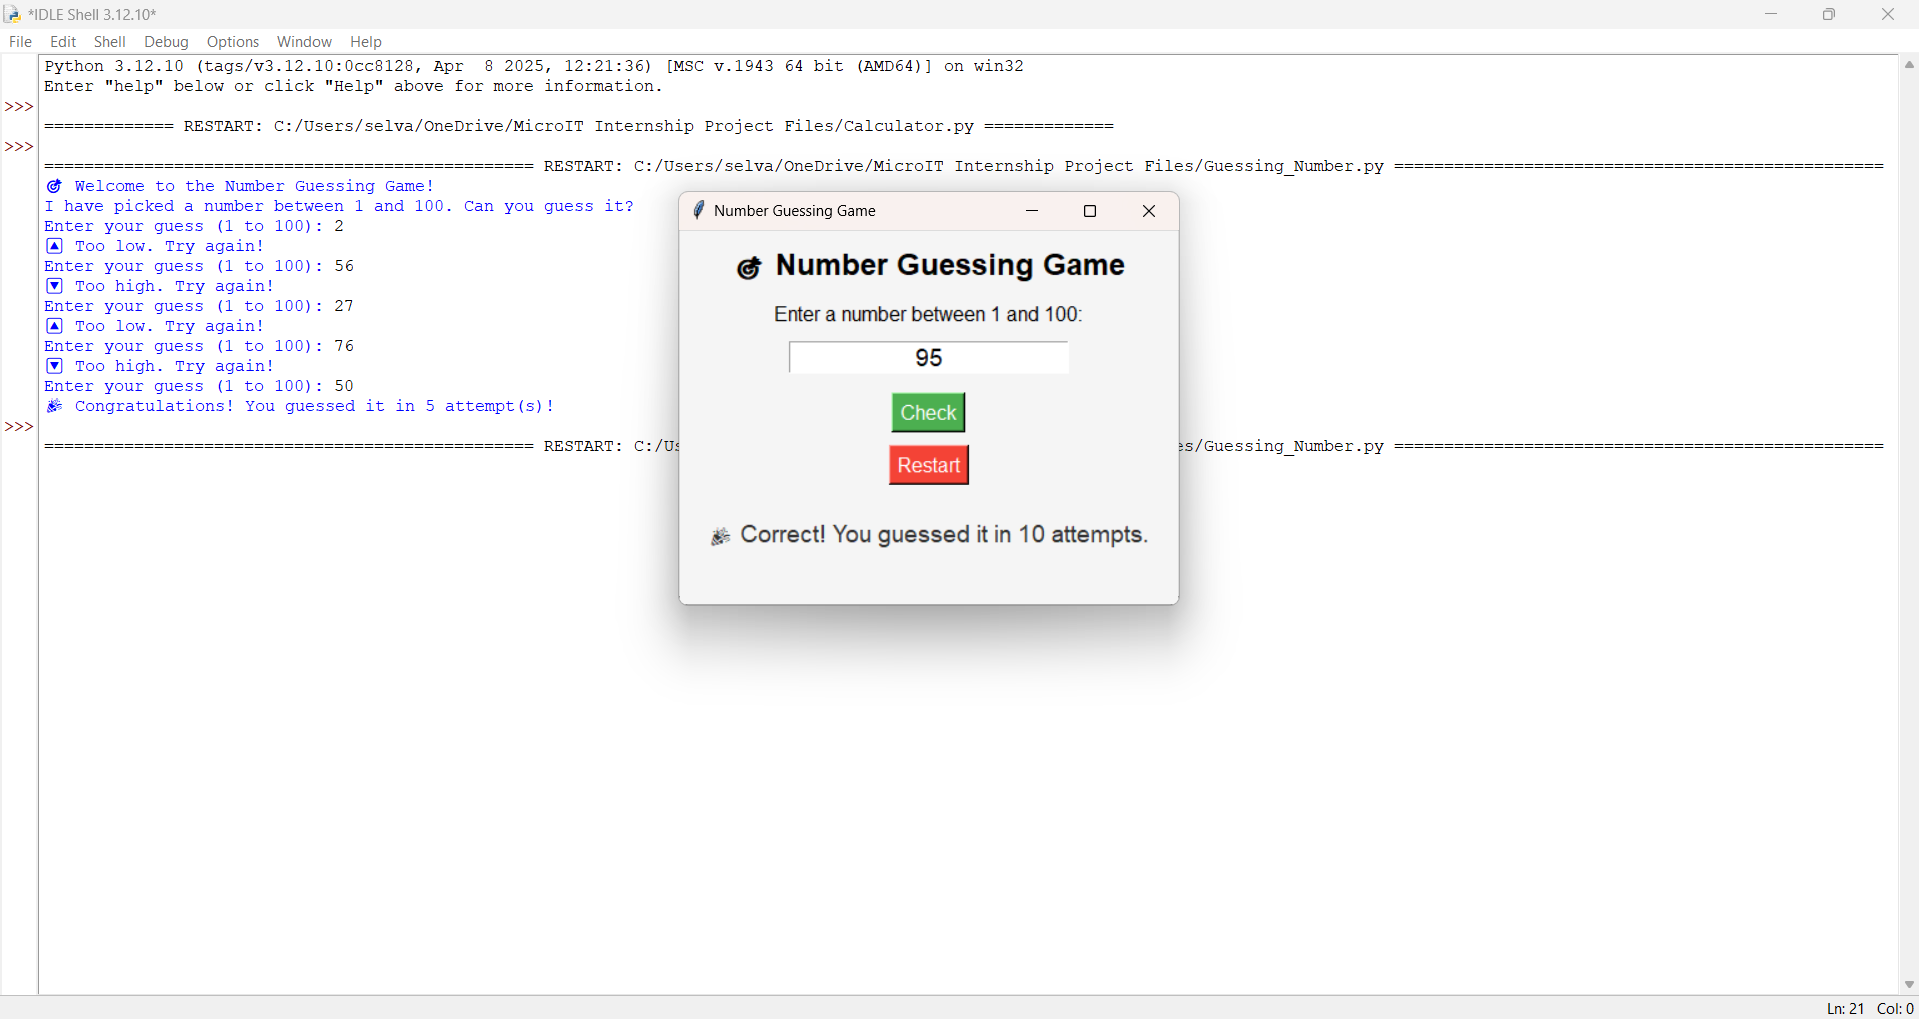 *IDLE Shell 3.12.10*
File Edit Shell Debug Options Window Help
Python 3.12.10 (tags/v3.12.10:0cc8128, Apr  8 2025, 12:21:36) [MSC v.1943 64 bit (AMD64)] on win32
Enter "help" below or click "Help" above for more information.
>>>
============= RESTART: C:/Users/selva/OneDrive/MicroIT Internship Project Files/Calculator.py =============
>>>
================================================= RESTART: C:/Users/selva/OneDrive/MicroIT Internship Project Files/Guessing_Number.py =================================================
🎯 Welcome to the Number Guessing Game!
I have picked a number between 1 and 100. Can you guess it?
Enter your guess (1 to 100): 2
🔼 Too low. Try again!
Enter your guess (1 to 100): 56
🔽 Too high. Try again!
Enter your guess (1 to 100): 27
🔼 Too low. Try again!
Enter your guess (1 to 100): 76
🔽 Too high. Try again!
Enter your guess (1 to 100): 50
🎉 Congratulations! You guessed it in 5 attempt(s)!
>>>
================================================= RESTART: C:/Us es/Guessing_Number.py =================================================
Number Guessing Game
🎯 Number Guessing Game
Enter a number between 1 and 100:
95
Check
Restart
🎉 Correct! You guessed it in 10 attempts.
Ln: 21 Col: 0